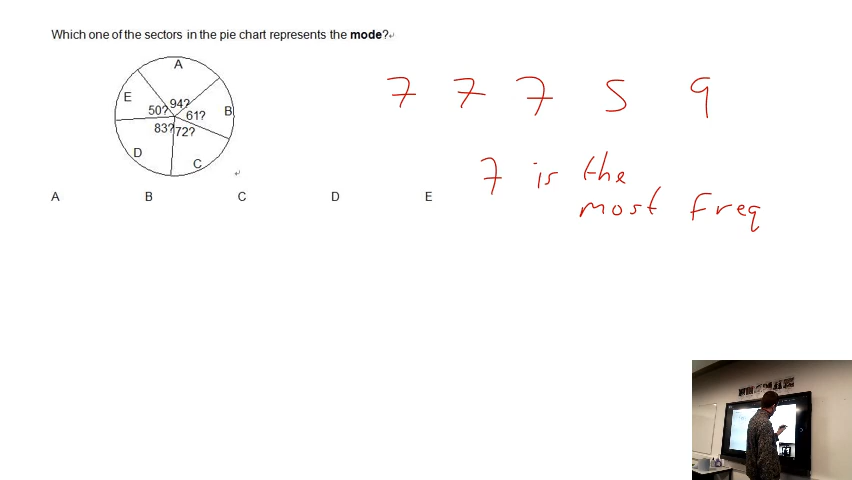 Which one of the sectors in the pie chart represents the mode?
A
E
94?
50?
61?
B
83?
72?
D
C
A B C D E
7 7 7 5 9
7 is the
most freq